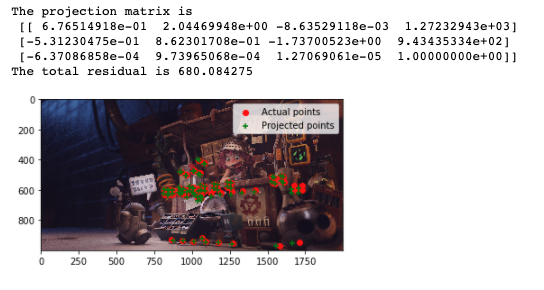 The projection matrix is
[[ 6.76514918e-01 2.04469948e+00 -8.63529118e-03 1.27232943e+03]
[-5.31230475e-01 8.62301708e-01 -1.73700523e+00 9.43435334e+02]
[-6.37086858e-04 9.73965068e-04 1.27069061e-05 1.00000000e+00]]
The total residual is 680.084275
Actual points
Projected points
0
200
400
600
800
0 250 500 750 1000 1250 1500 1750